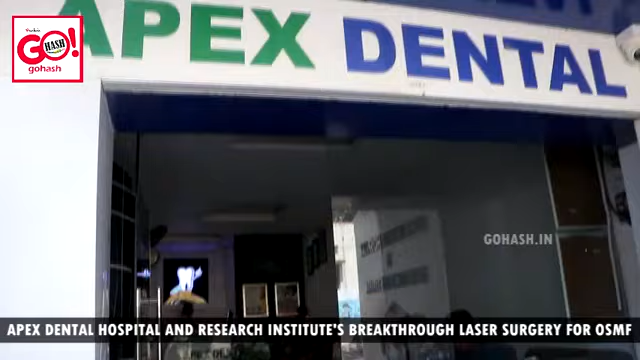 GO!
HASH
gohash
APEX DENTAL
GOHASH.IN
APEX DENTAL HOSPITAL AND RESEARCH INSTITUTE'S BREAKTHROUGH LASER SURGERY FOR OSMF